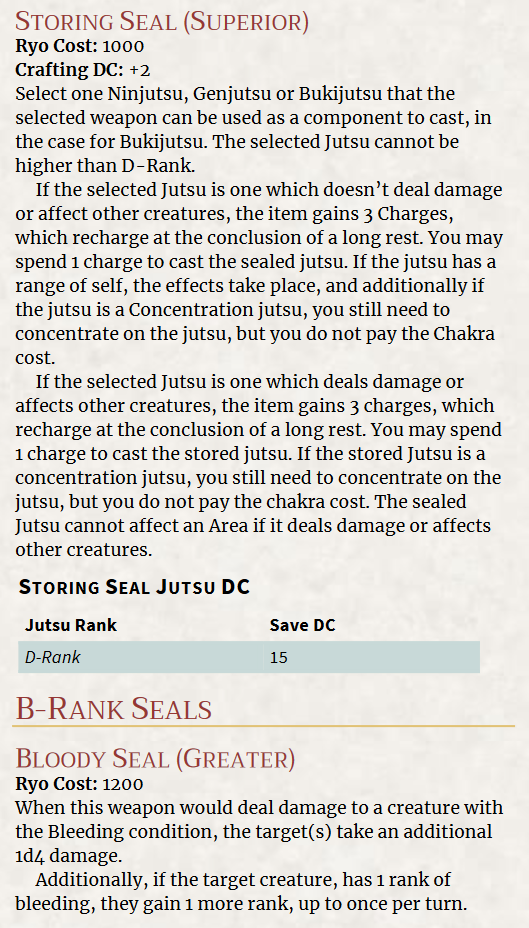 Storing Seal (Superior)
Ryo Cost: 1000
Crafting DC: +2
Select one Ninjutsu, Genjutsu or Bukijutsu that the
selected weapon can be used as a component to cast, in
the case for Bukijutsu. The selected Jutsu cannot be
higher than D-Rank.
If the selected Jutsu is one which doesn't deal damage
or affect other creatures, the item gains 3 Charges,
which recharge at the conclusion of a long rest. You may
spend 1 charge to cast the sealed jutsu. If the jutsu has a
range of self, the effects take place, and additionally if
the jutsu is a Concentration jutsu, you still need to
concentrate on the jutsu, but you do not pay the Chakra
cost.
If the selected Jutsu is one which deals damage or
affects other creatures, the item gains 3 charges, which
recharge at the conclusion of a long rest. You may spend
1 charge to cast the stored jutsu. If the stored Jutsu is a
concentration jutsu, you still need to concentrate on the
jutsu, but you do not pay the chakra cost. The sealed
Jutsu cannot affect an Area if it deals damage or affects
other creatures.
Storing Seal Jutsu DC
Jutsu Rank Save DC
D-Rank 15
B-Rank Seals
Bloody Seal (Greater)
Ryo Cost: 1200
When this weapon would deal damage to a creature with
the Bleeding condition, the target(s) take an additional
1d4 damage.
Additionally, if the target creature, has 1 rank of
bleeding, they gain 1 more rank, up to once per turn.